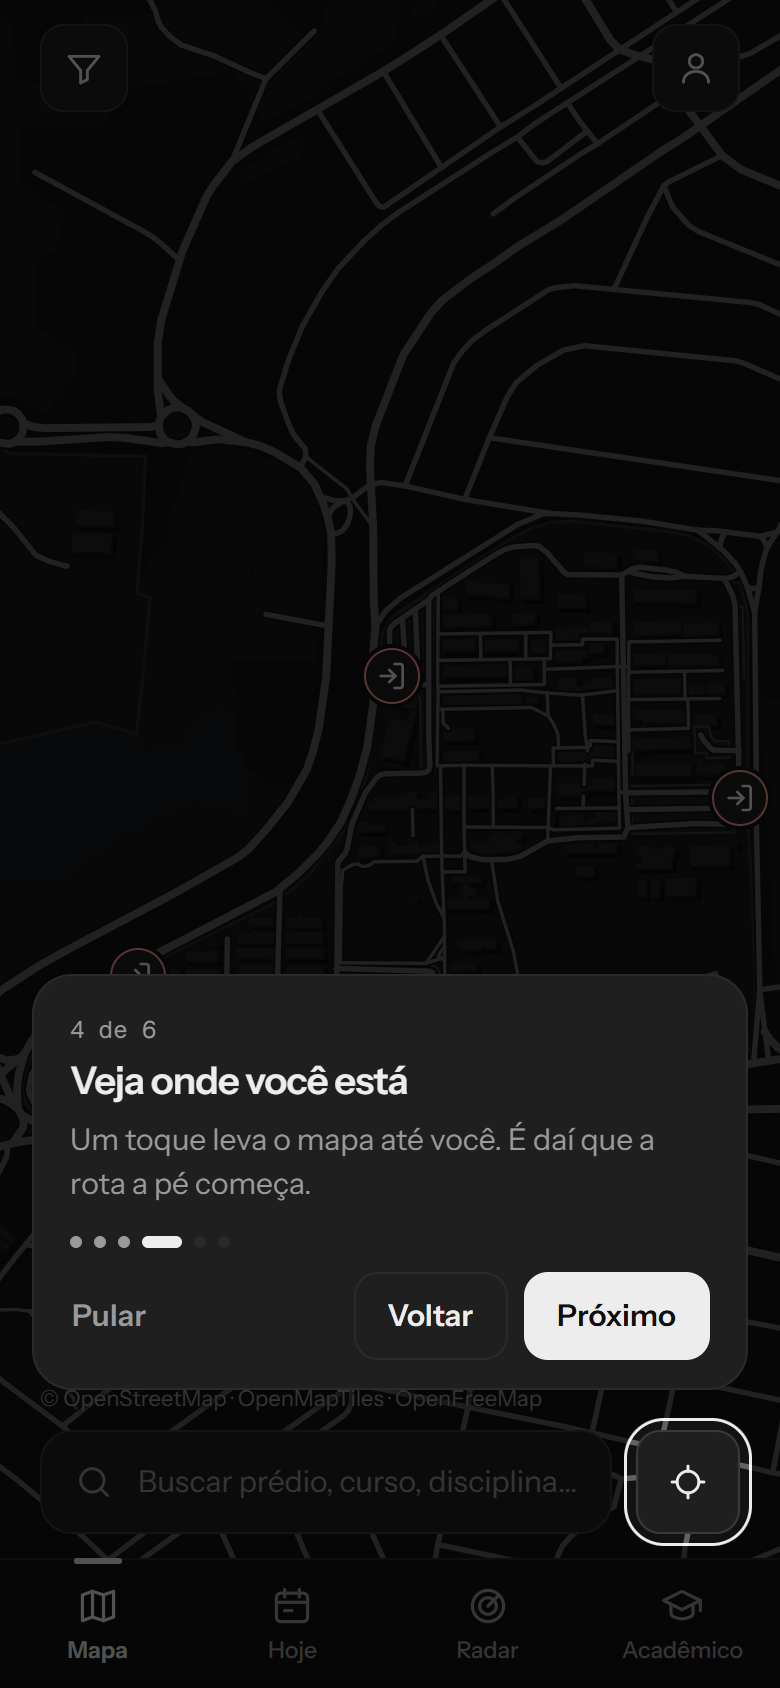 4 de 6
Veja onde você está
Um toque leva o mapa até você. É daí que a
rota a pé começa.
Pular
Voltar
Próximo
© OpenStreetMap · OpenMapTiles · OpenFreeMap
Buscar prédio, curso, disciplina...
Mapa
Hoje
Radar
Acadêmico